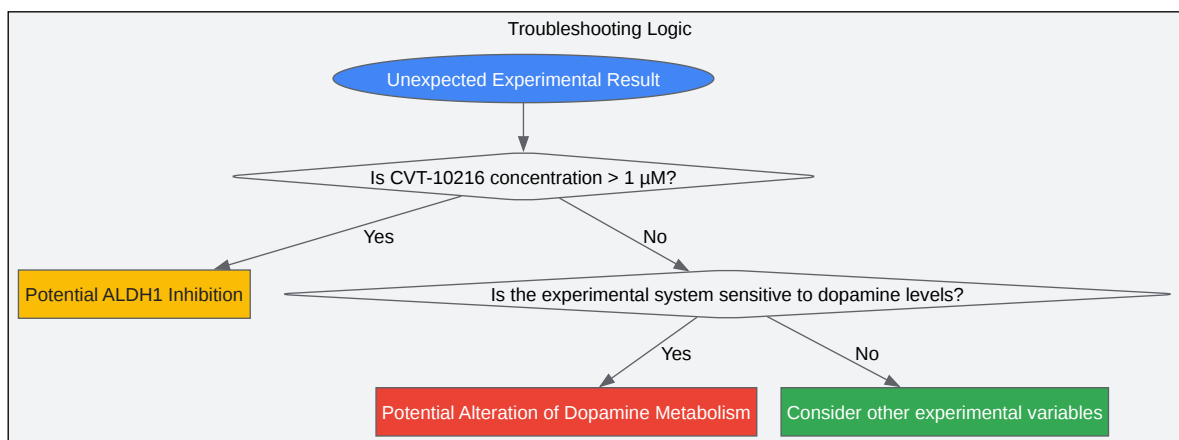 Troubleshooting Logic
Unexpected Experimental Result
Is CVT-10216 concentration > 1 µM?
Yes
No
Potential ALDH1 Inhibition
Is the experimental system sensitive to dopamine levels?
Yes
No
Potential Alteration of Dopamine Metabolism
Consider other experimental variables